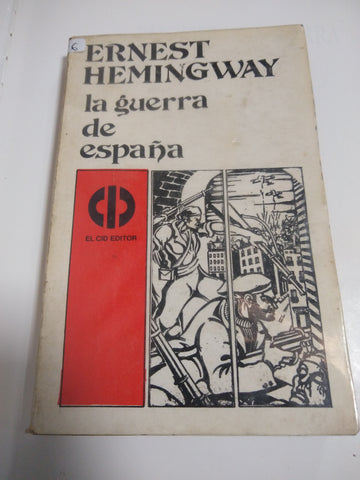 ERNEST
HEMINGWAY
la guerra
de
españa
EL CID EDITOR